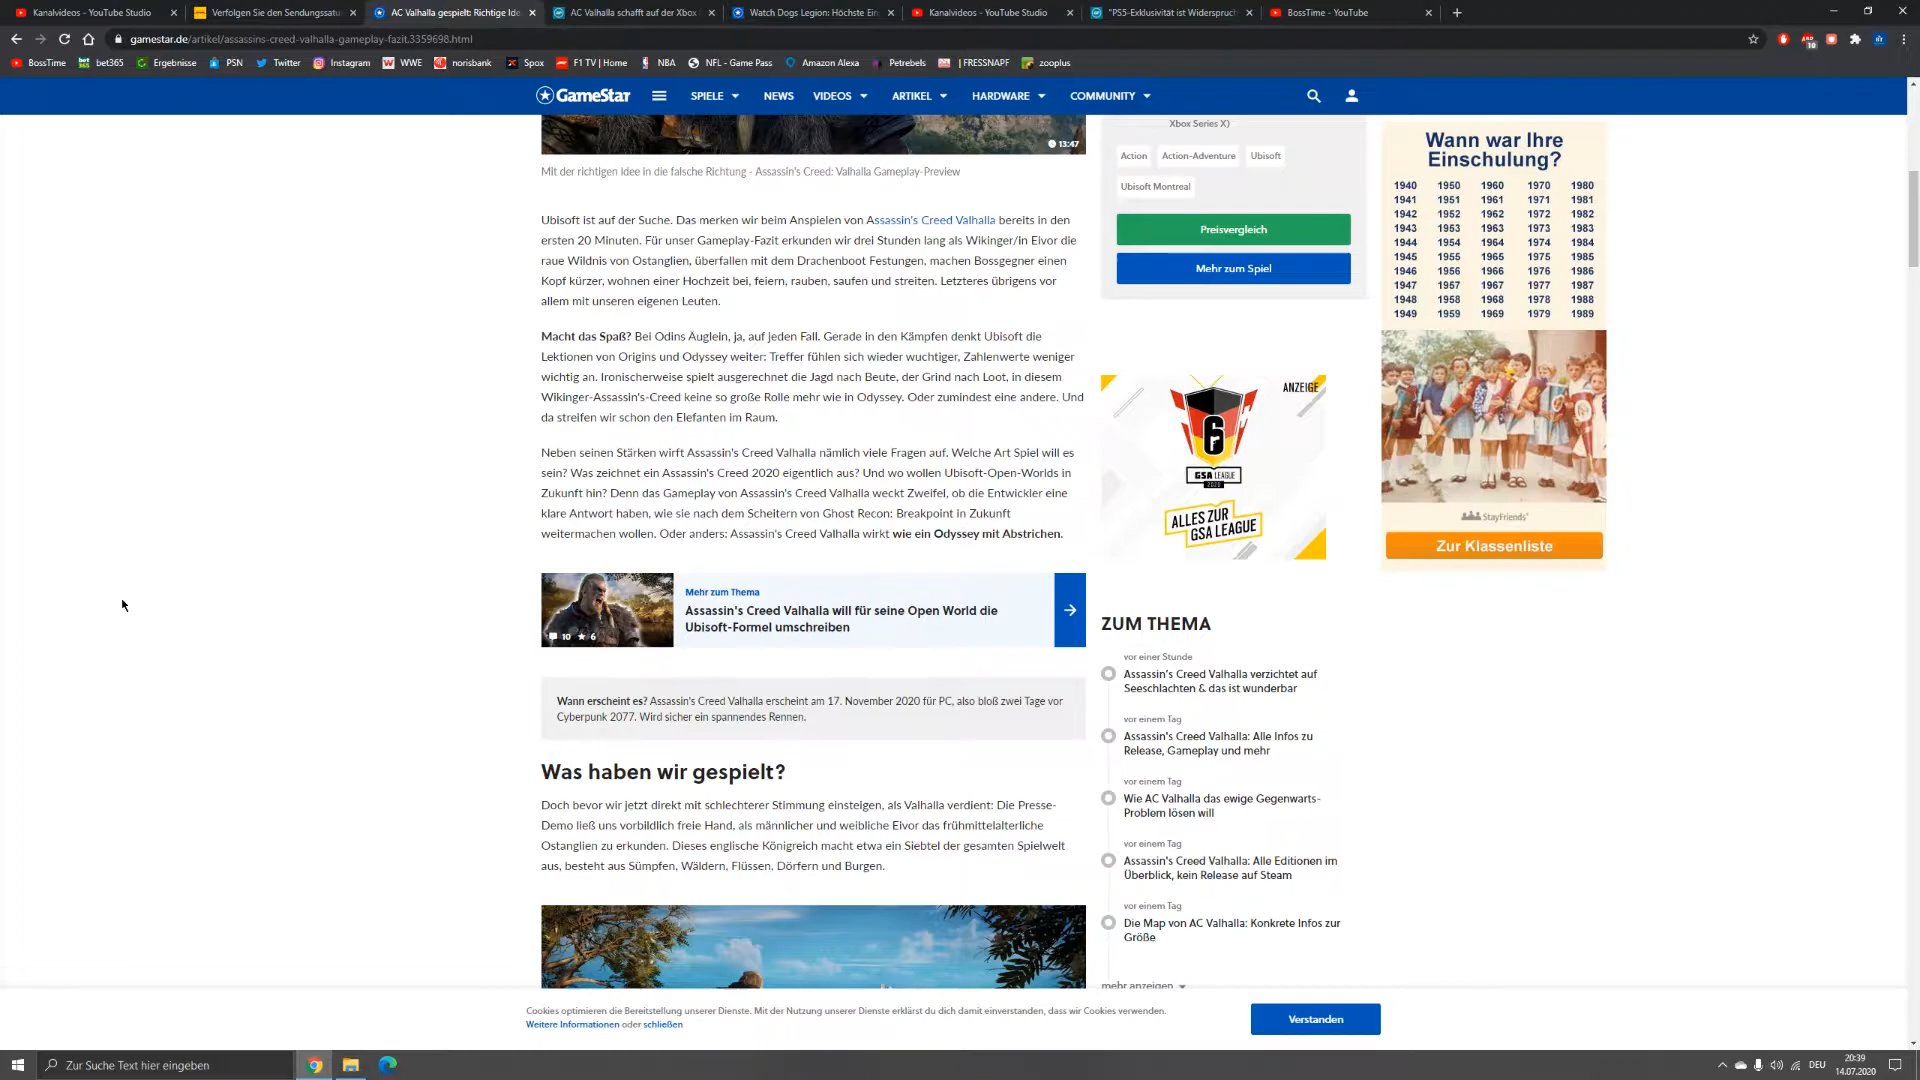 Kanalvideos - YouTube Studio
Verfolgen Sie den Sendungssatu
AC Valhalla gespielt: Richtige Ide
AC Valhalla schafft auf der Xbox
Watch Dogs Legion: Höchste Ein
Kanalvideos - YouTube Studio
"PS5-Exklusivität ist Widerspruch
BossTime - YouTube
gamestar.de/artikel/assassins-creed-valhalla-gameplay-fazit,3359698.html
10
BossTime
bet365
Ergebnisse
PSN
Twitter
Instagram
WWE
norisbank
Spox
F1 TV | Home
NBA
NFL - Game Pass
Amazon Alexa
Petrebels
| FRESSNAPF
zooplus
GameStar
SPIELE
NEWS
VIDEOS
ARTIKEL
HARDWARE
COMMUNITY
13:47
Mit der richtigen Idee in die falsche Richtung - Assassin's Creed: Valhalla Gameplay-Preview
Ubisoft ist auf der Suche. Das merken wir beim Anspielen von Assassin's Creed Valhalla bereits in den
ersten 20 Minuten. Für unser Gameplay-Fazit erkunden wir drei Stunden lang als Wikinger/in Eivor die
raue Wildnis von Ostanglien, überfallen mit dem Drachenboot Festungen, machen Bossgegner einen
Kopf kürzer, wohnen einer Hochzeit bei, feiern, rauben, saufen und streiten. Letzteres übrigens vor
allem mit unseren eigenen Leuten.
Macht das Spaß? Bei Odins Äuglein, ja, auf jeden Fall. Gerade in den Kämpfen denkt Ubisoft die
Lektionen von Origins und Odyssey weiter: Treffer fühlen sich wieder wuchtiger, Zahlenwerte weniger
wichtig an. Ironischerweise spielt ausgerechnet die Jagd nach Beute, der Grind nach Loot, in diesem
Wikinger-Assassin's-Creed keine so große Rolle mehr wie in Odyssey. Oder zumindest eine andere. Und
da streifen wir schon den Elefanten im Raum.
Neben seinen Stärken wirft Assassin's Creed Valhalla nämlich viele Fragen auf. Welche Art Spiel will es
sein? Was zeichnet ein Assassin's Creed 2020 eigentlich aus? Und wo wollen Ubisoft-Open-Worlds in
Zukunft hin? Denn das Gameplay von Assassin's Creed Valhalla weckt Zweifel, ob die Entwickler eine
klare Antwort haben, wie sie nach dem Scheitern von Ghost Recon: Breakpoint in Zukunft
weitermachen wollen. Oder anders: Assassin's Creed Valhalla wirkt wie ein Odyssey mit Abstrichen.
10 6
Mehr zum Thema
Assassin's Creed Valhalla will für seine Open World die
Ubisoft-Formel umschreiben
Wann erscheint es? Assassin's Creed Valhalla erscheint am 17. November 2020 für PC, also bloß zwei Tage vor
Cyberpunk 2077. Wird sicher ein spannendes Rennen.
Was haben wir gespielt?
Doch bevor wir jetzt direkt mit schlechterer Stimmung einsteigen, als Valhalla verdient: Die Presse-
Demo ließ uns vorbildlich freie Hand, als männlicher und weibliche Eivor das frühmittelalterliche
Ostanglien zu erkunden. Dieses englische Königreich macht etwa ein Siebtel der gesamten Spielwelt
aus, besteht aus Sümpfen, Wäldern, Flüssen, Dörfern und Burgen.
Xbox Series X)
Action
Action-Adventure
Ubisoft
Ubisoft Montreal
Preisvergleich
Mehr zum Spiel
ANZEIGE
6
GSA LEAGUE
2020
ALLES ZUR
GSA LEAGUE
ZUM THEMA
vor einer Stunde
Assassin's Creed Valhalla verzichtet auf
Seeschlachten & das ist wunderbar
vor einem Tag
Assassin's Creed Valhalla: Alle Infos zu
Release, Gameplay und mehr
vor einem Tag
Wie AC Valhalla das ewige Gegenwarts-
Problem lösen will
vor einem Tag
Assassin's Creed Valhalla: Alle Editionen im
Überblick, kein Release auf Steam
vor einem Tag
Die Map von AC Valhalla: Konkrete Infos zur
Größe
mehr anzeigen
Wann war Ihre
Einschulung?
1940 1950 1960 1970 1980
1941 1951 1961 1971 1981
1942 1952 1962 1972 1982
1943 1953 1963 1973 1983
1944 1954 1964 1974 1984
1945 1955 1965 1975 1985
1946 1956 1966 1976 1986
1947 1957 1967 1977 1987
1948 1958 1968 1978 1988
1949 1959 1969 1979 1989
StayFriends
Zur Klassenliste
Cookies optimieren die Bereitstellung unserer Dienste. Mit der Nutzung unserer Dienste erklärst du dich damit einverstanden, dass wir Cookies verwenden.
Weitere Informationen oder schließen
Verstanden
Zur Suche Text hier eingeben
DEU
20:39
14.07.2020